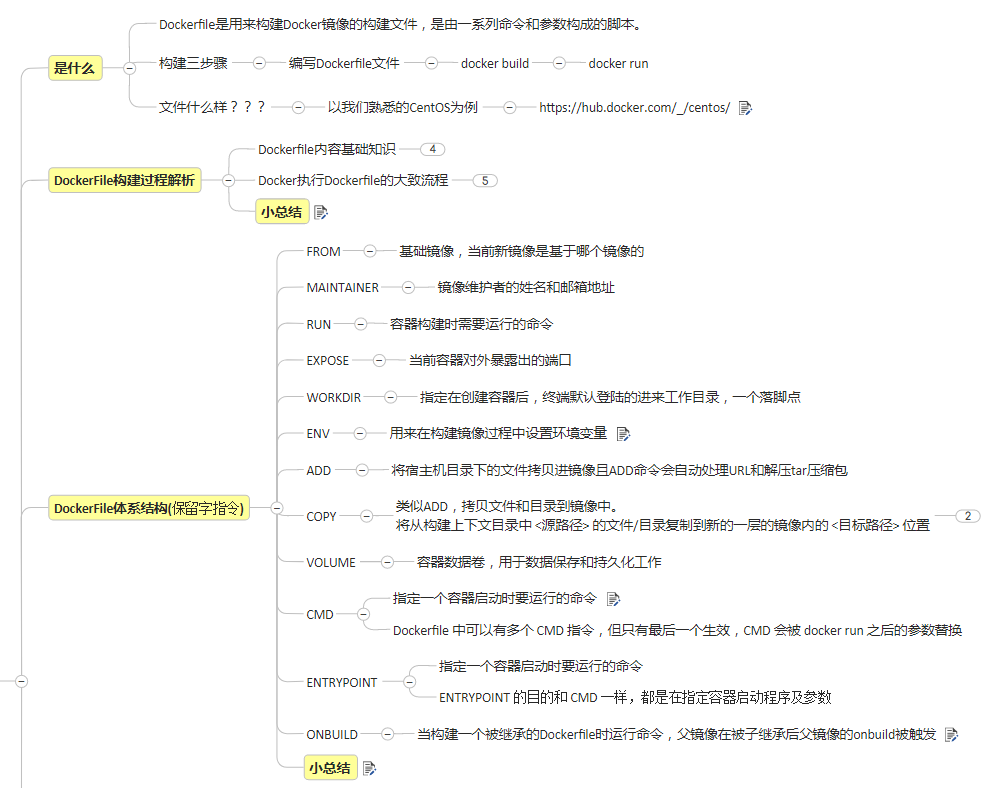 Dockerfile是用来构建Docker镜像的构建文件，是由一系列命令和参数构成的脚本。
是什么
构建三步骤
编写Dockerfile文件
docker build
docker run
文件什么样？？？
以我们熟悉的CentOS为例
https://hub.docker.com/_/centos/
Dockerfile内容基础知识
4
DockerFile构建过程解析
Docker执行Dockerfile的大致流程
5
小总结
FROM
基础镜像，当前新镜像是基于哪个镜像的
MAINTAINER
镜像维护者的姓名和邮箱地址
RUN
容器构建时需要运行的命令
EXPOSE
当前容器对外暴露出的端口
WORKDIR
指定在创建容器后，终端默认登陆的进来工作目录，一个落脚点
ENV
用来在构建镜像过程中设置环境变量
ADD
将宿主机目录下的文件拷贝进镜像且ADD命令会自动处理URL和解压tar压缩包
DockerFile体系结构(保留字指令)
COPY
类似ADD，拷贝文件和目录到镜像中。
将从构建上下文目录中 <源路径> 的文件/目录复制到新的一层的镜像内的 <目标路径> 位置
2
VOLUME
容器数据卷，用于数据保存和持久化工作
CMD
指定一个容器启动时要运行的命令
Dockerfile 中可以有多个 CMD 指令，但只有最后一个生效，CMD 会被 docker run 之后的参数替换
ENTRYPOINT
指定一个容器启动时要运行的命令
ENTRYPOINT 的目的和 CMD 一样，都是在指定容器启动程序及参数
ONBUILD
当构建一个被继承的Dockerfile时运行命令，父镜像在被子继承后父镜像的onbuild被触发
小总结